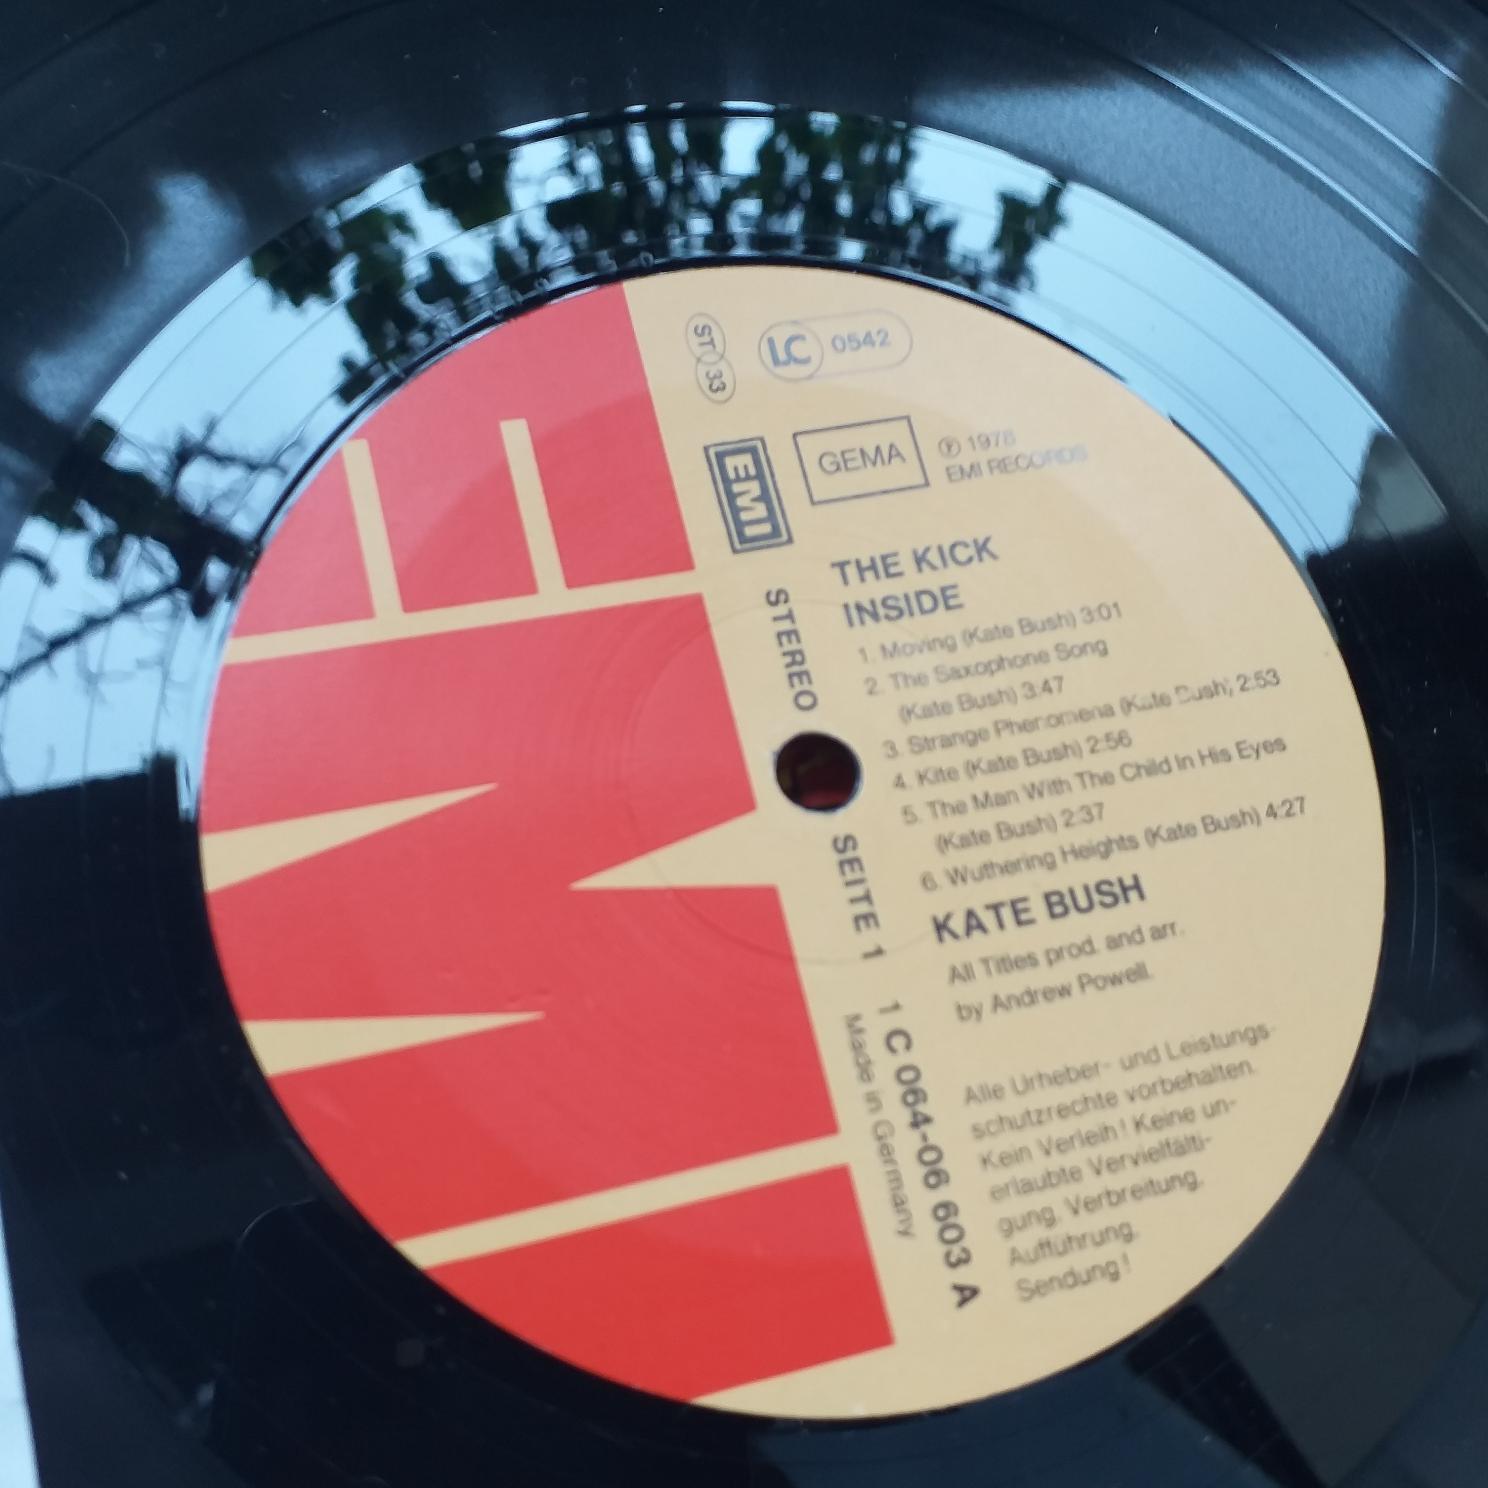 ST 33
LC 0542
EMI
GEMA
℗ 1978
EMI RECORDS
STEREO
THE KICK
INSIDE
1. Moving (Kate Bush) 3:01
2. The Saxophone Song
(Kate Bush) 3:47
3. Strange Phenomena (Kate Bush) 2:53
4. Kite (Kate Bush) 2:56
5. The Man With The Child In His Eyes
(Kate Bush) 2:37
6. Wuthering Heights (Kate Bush) 4:27
KATE BUSH
All Titles prod. and arr.
by Andrew Powell.
SEITE 1
1 C 064-06 603 A
Made in Germany
Alle Urheber- und Leistungs-
schutzrechte vorbehalten.
Kein Verleih! Keine un-
erlaubte Vervielfälti-
gung, Verbreitung,
Aufführung,
Sendung!
EMI